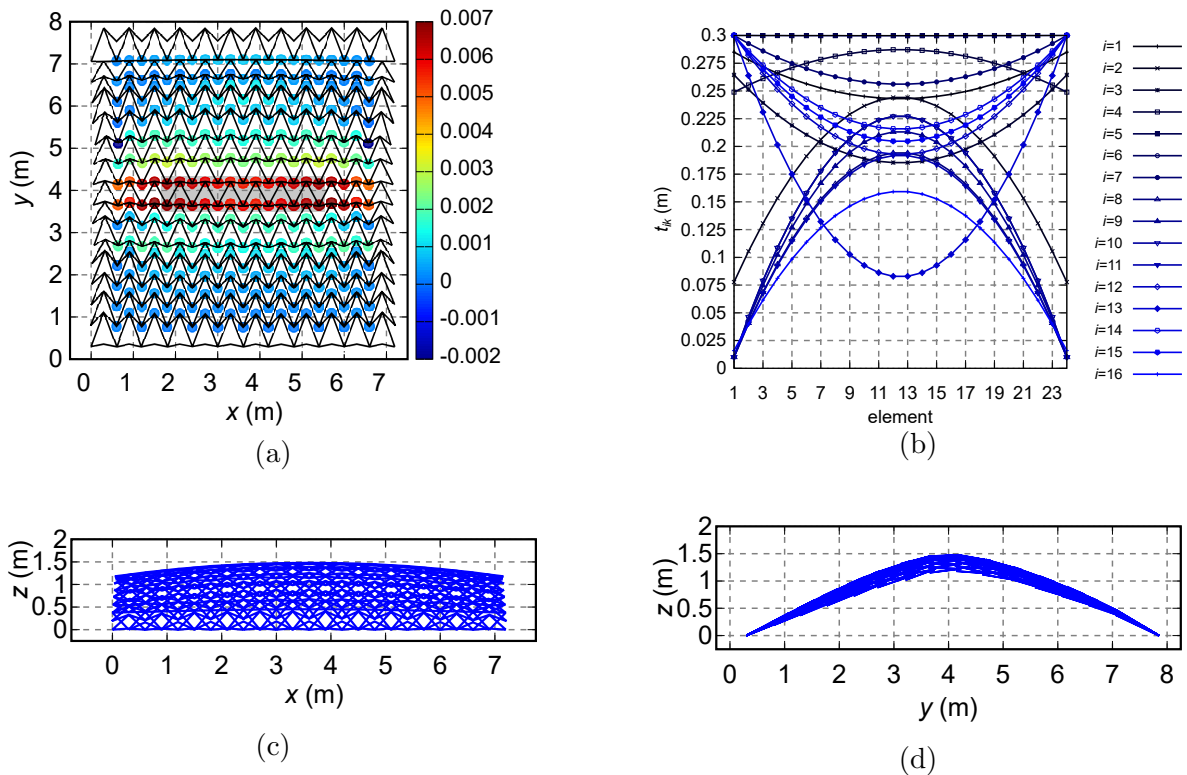 8
7
6
5
4
3
2
1
0
y (m)
0 1 2 3 4 5 6 7
x (m)
0.007
0.006
0.005
0.004
0.003
0.002
0.002
0.001
0
-0.001
-0.002
(a)
0.3
0.275
0.25
0.225
0.2
0.175
0.15
0.125
0.1
0.075
0.05
0.025
0
t_ik (m)
1 3 5 7 9 11 13 15 17 19 21 23
element
i=1
i=2
i=3
i=4
i=5
i=6
i=7
i=8
i=9
i=10
i=11
i=12
i=13
i=14
i=15
i=16
(b)
2
1.5
1
0.5
0
z (m)
0 1 2 3 4 5 6 7
x (m)
(c)
2
1.5
1
0.5
0
z (m)
0 1 2 3 4 5 6 7 8
y (m)
(d)